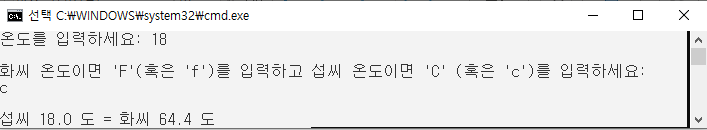 선택 C:₩WINDOWS₩system32₩cmd.exe
온도를 입력하세요: 18
화씨 온도이면 'F'(혹은 'f')를 입력하고 섭씨 온도이면 'C' (혹은 'c')를 입력하세요:
c
섭씨 18.0 도 = 화씨 64.4 도